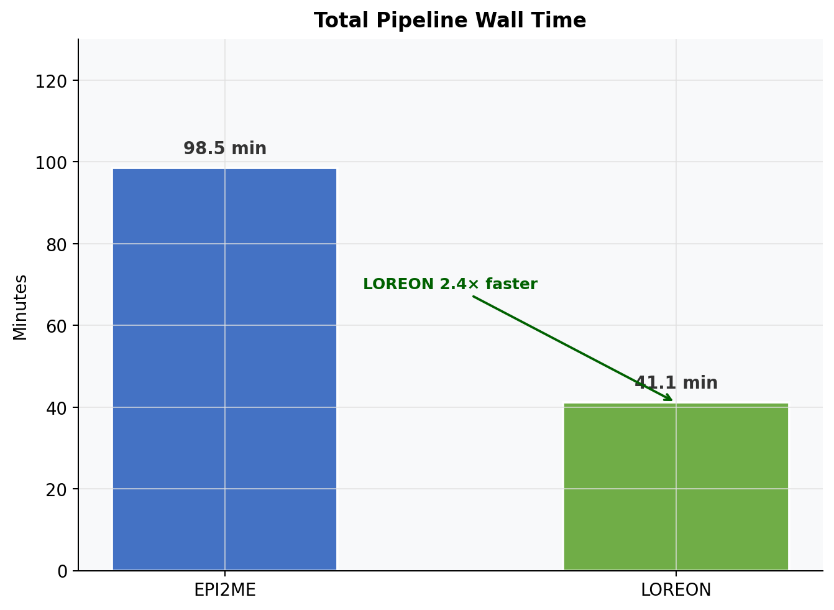 Total Pipeline Wall Time
Minutes
120
100
80
60
40
20
0
98.5 min
LOREON 2.4× faster
41.1 min
EPI2ME
LOREON